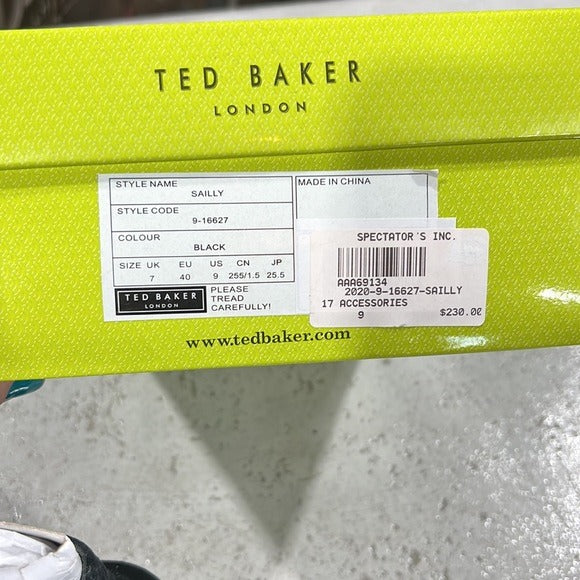 TED BAKER
LONDON
STYLE NAME
SAILLY
STYLE CODE
9-16627
COLOUR
BLACK
SIZE UK EU US CN JP
7 40 9 255/1.5 25.5
TED BAKER
LONDON
PLEASE
TREAD
CAREFULLY!
MADE IN CHINA
SPECTATOR'S INC.
AAA69134
2020-9-16627-SAILLY
17 ACCESSORIES
9 $230.00
www.tedbaker.com